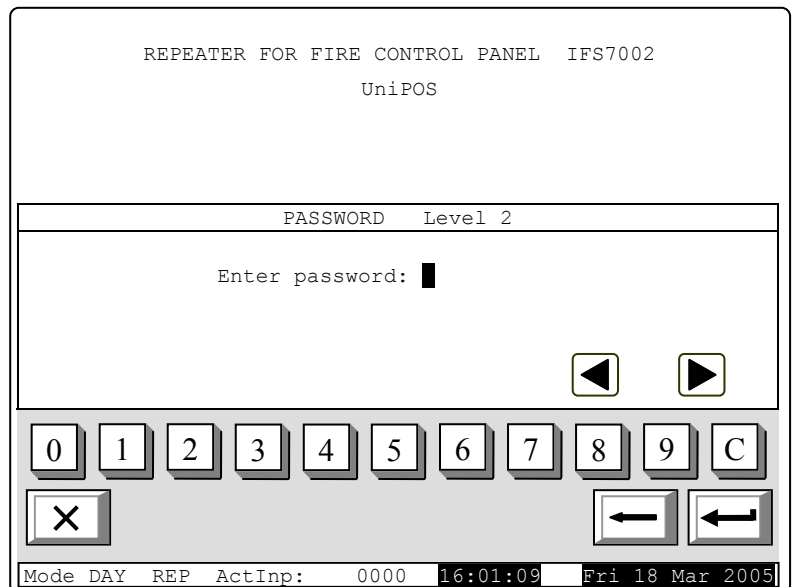 REPEATER FOR FIRE CONTROL PANEL IFS7002
UniPOS
PASSWORD Level 2
Enter password:
0 1 2 3 4 5 6 7 8 9 C
Mode DAY REP ActInp: 0000 16:01:09 Fri 18 Mar 2005